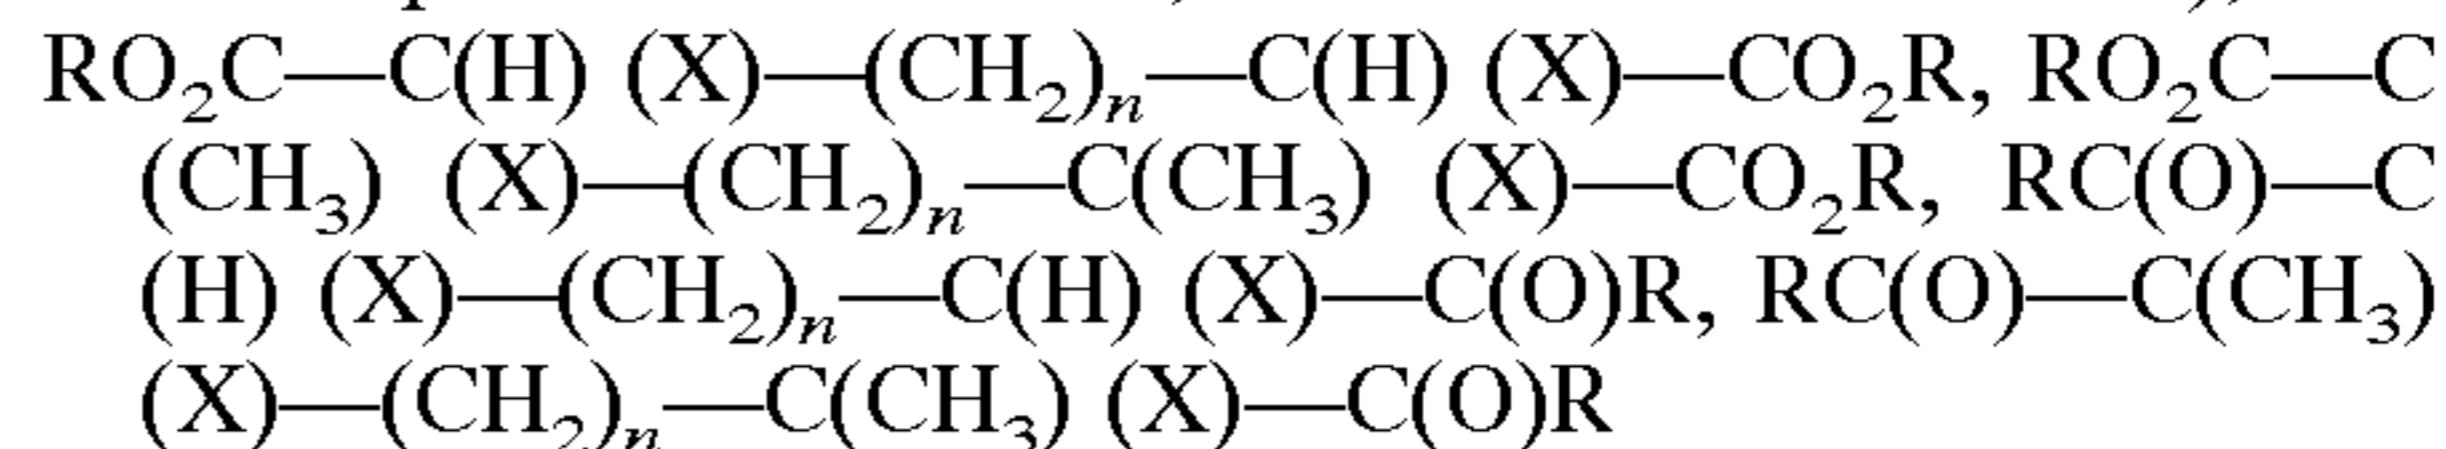 RO₂C—C(H) (X)—(CH₂)ₙ—C(H) (X)—CO₂R, RO₂C—C
(CH₃) (X)—(CH₂)ₙ—C(CH₃) (X)—CO₂R, RC(O)—C
(H) (X)—(CH₂)ₙ—C(H) (X)—C(O)R, RC(O)—C(CH₃)
(X)—(CH₂)ₙ—C(CH₃) (X)—C(O)R